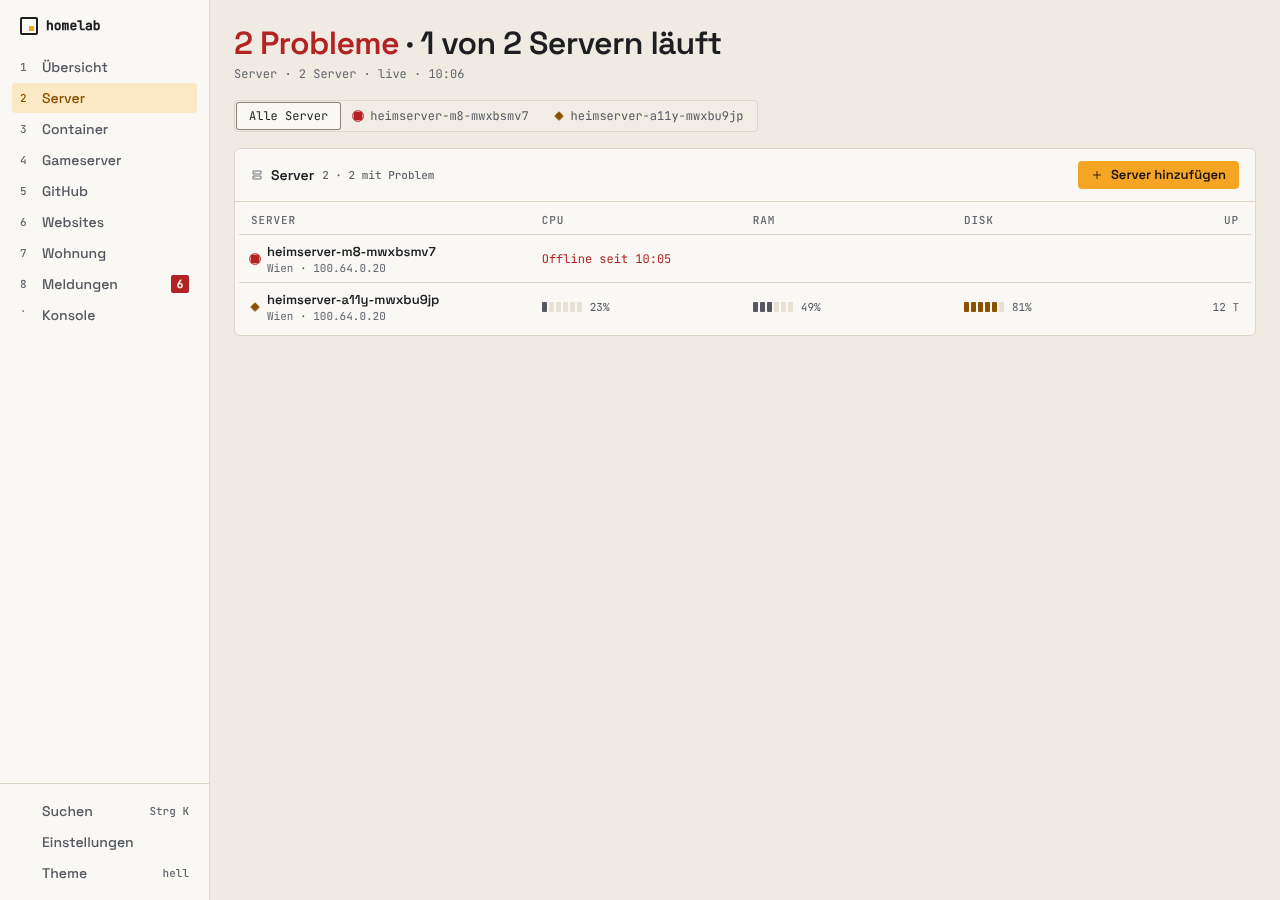 homelab
1 Übersicht
2 Server
3 Container
4 Gameserver
5 GitHub
6 Websites
7 Wohnung
8 Meldungen 6
` Konsole
Suchen Strg K
Einstellungen
Theme hell
2 Probleme · 1 von 2 Servern läuft
Server · 2 Server · live · 10:06
Alle Server heimserver-m8-mwxbsmv7 heimserver-a11y-mwxbu9jp
Server 2 · 2 mit Problem + Server hinzufügen
SERVER CPU RAM DISK UP
heimserver-m8-mwxbsmv7 Offline seit 10:05
Wien · 100.64.0.20
heimserver-a11y-mwxbu9jp 23% 49% 81% 12 T
Wien · 100.64.0.20